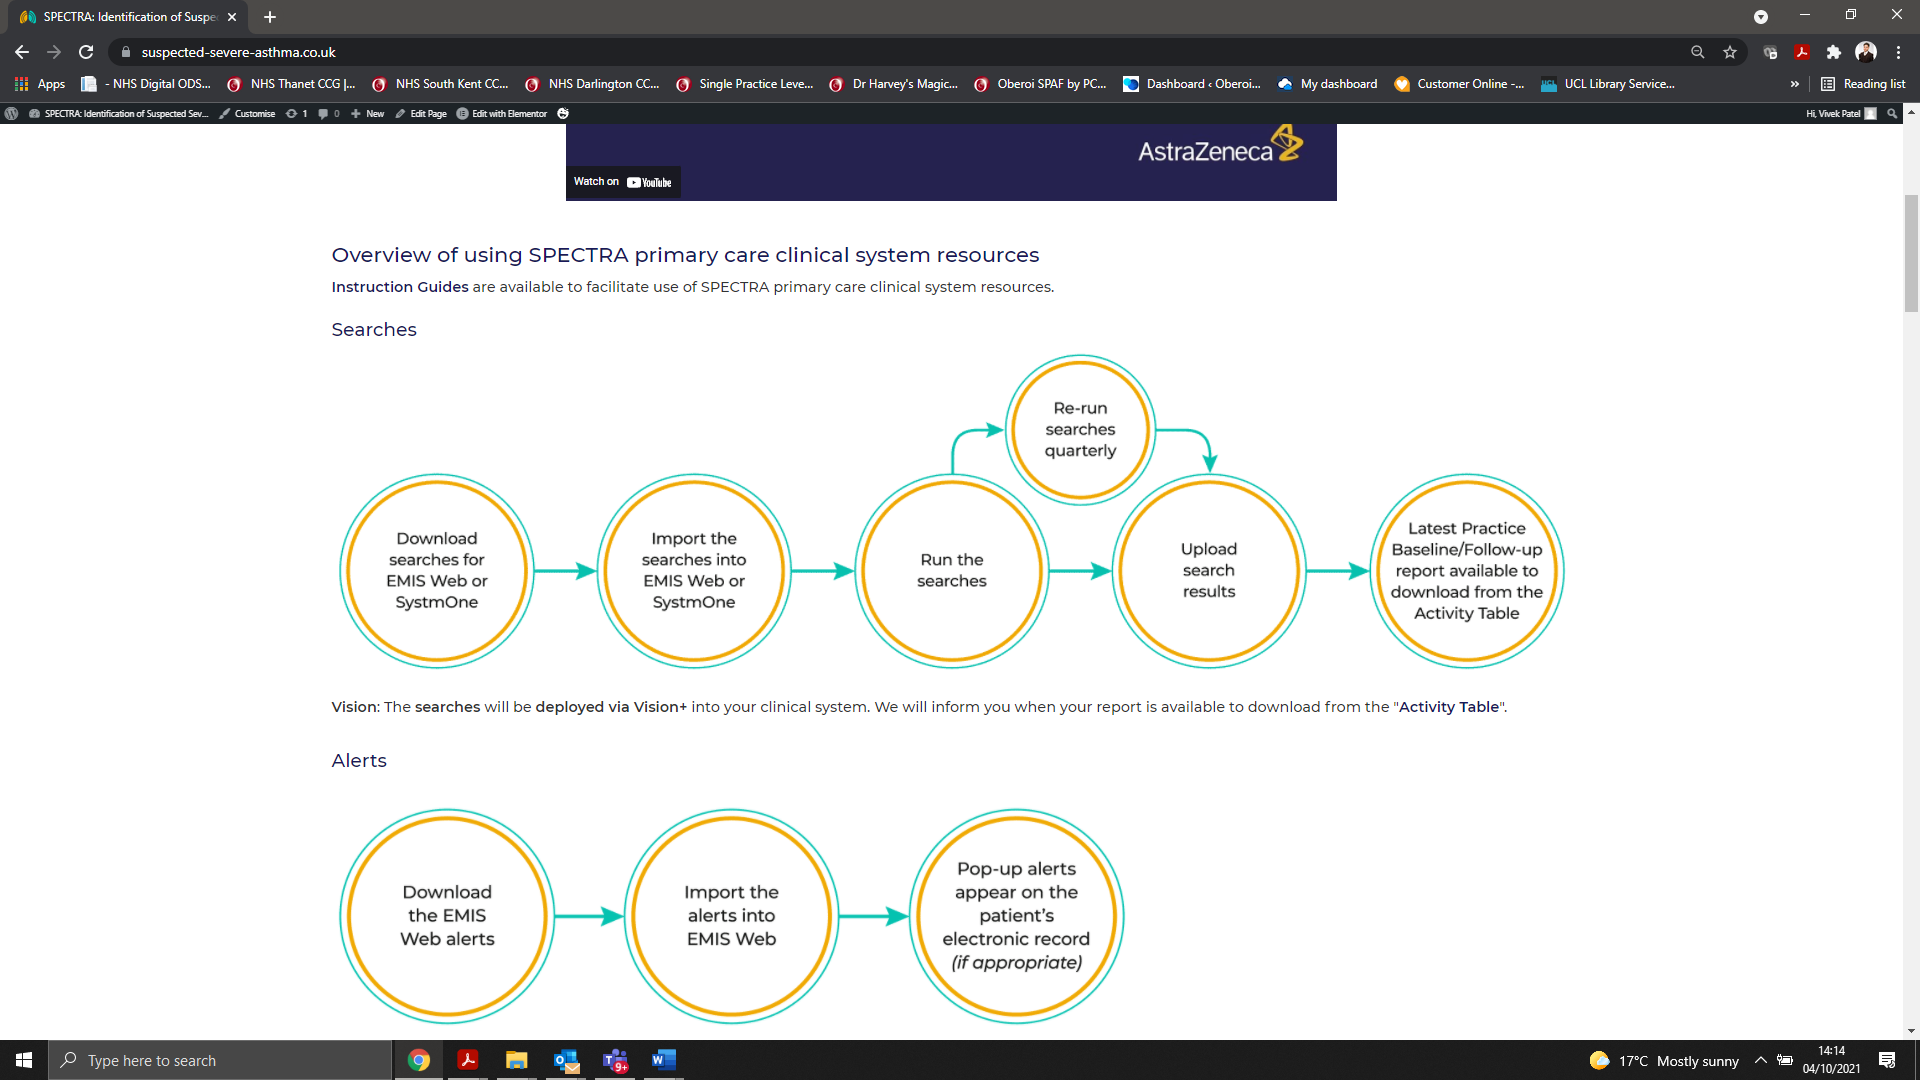 SPECTRA: Identification of Suspe
suspected-severe-asthma.co.uk
Apps
- NHS Digital ODS...
NHS Thanet CCG |...
NHS South Kent CC...
NHS Darlington CC...
Single Practice Leve...
Dr Harvey's Magic...
Oberoi SPAF by PC...
Dashboard ‹ Oberoi...
My dashboard
Customer Online -...
UCL
UCL Library Service...
»
Reading list
SPECTRA: Identification of Suspected Sev...
Customise
1
0
New
Edit Page
Edit with Elementor
Hi, Vivek Patel
AstraZeneca
Watch on YouTube
Overview of using SPECTRA primary care clinical system resources
Instruction Guides are available to facilitate use of SPECTRA primary care clinical system resources.
Searches
Download
searches for
EMIS Web or
SystmOne
Import the
searches into
EMIS Web or
SystmOne
Run the
searches
Re-run
searches
quarterly
Upload
search
results
Latest Practice
Baseline/Follow-up
report available to
download from the
Activity Table
Vision: The searches will be deployed via Vision+ into your clinical system. We will inform you when your report is available to download from the "Activity Table".
Alerts
Download
the EMIS
Web alerts
Import the
alerts into
EMIS Web
Pop-up alerts
appear on the
patient’s
electronic record
(if appropriate)
Type here to search
9+
17°C Mostly sunny
14:14
04/10/2021